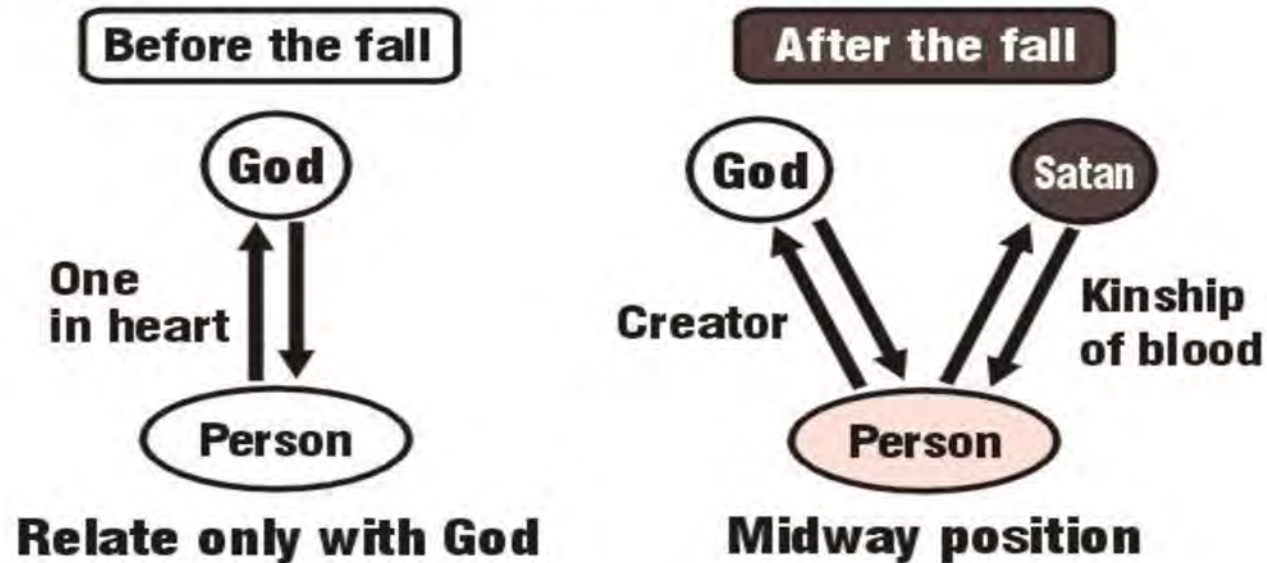 Before the fall
God
One
in heart
Person
Relate only with God
After the fall
God
Satan
Creator
Kinship
of blood
Person
Midway position